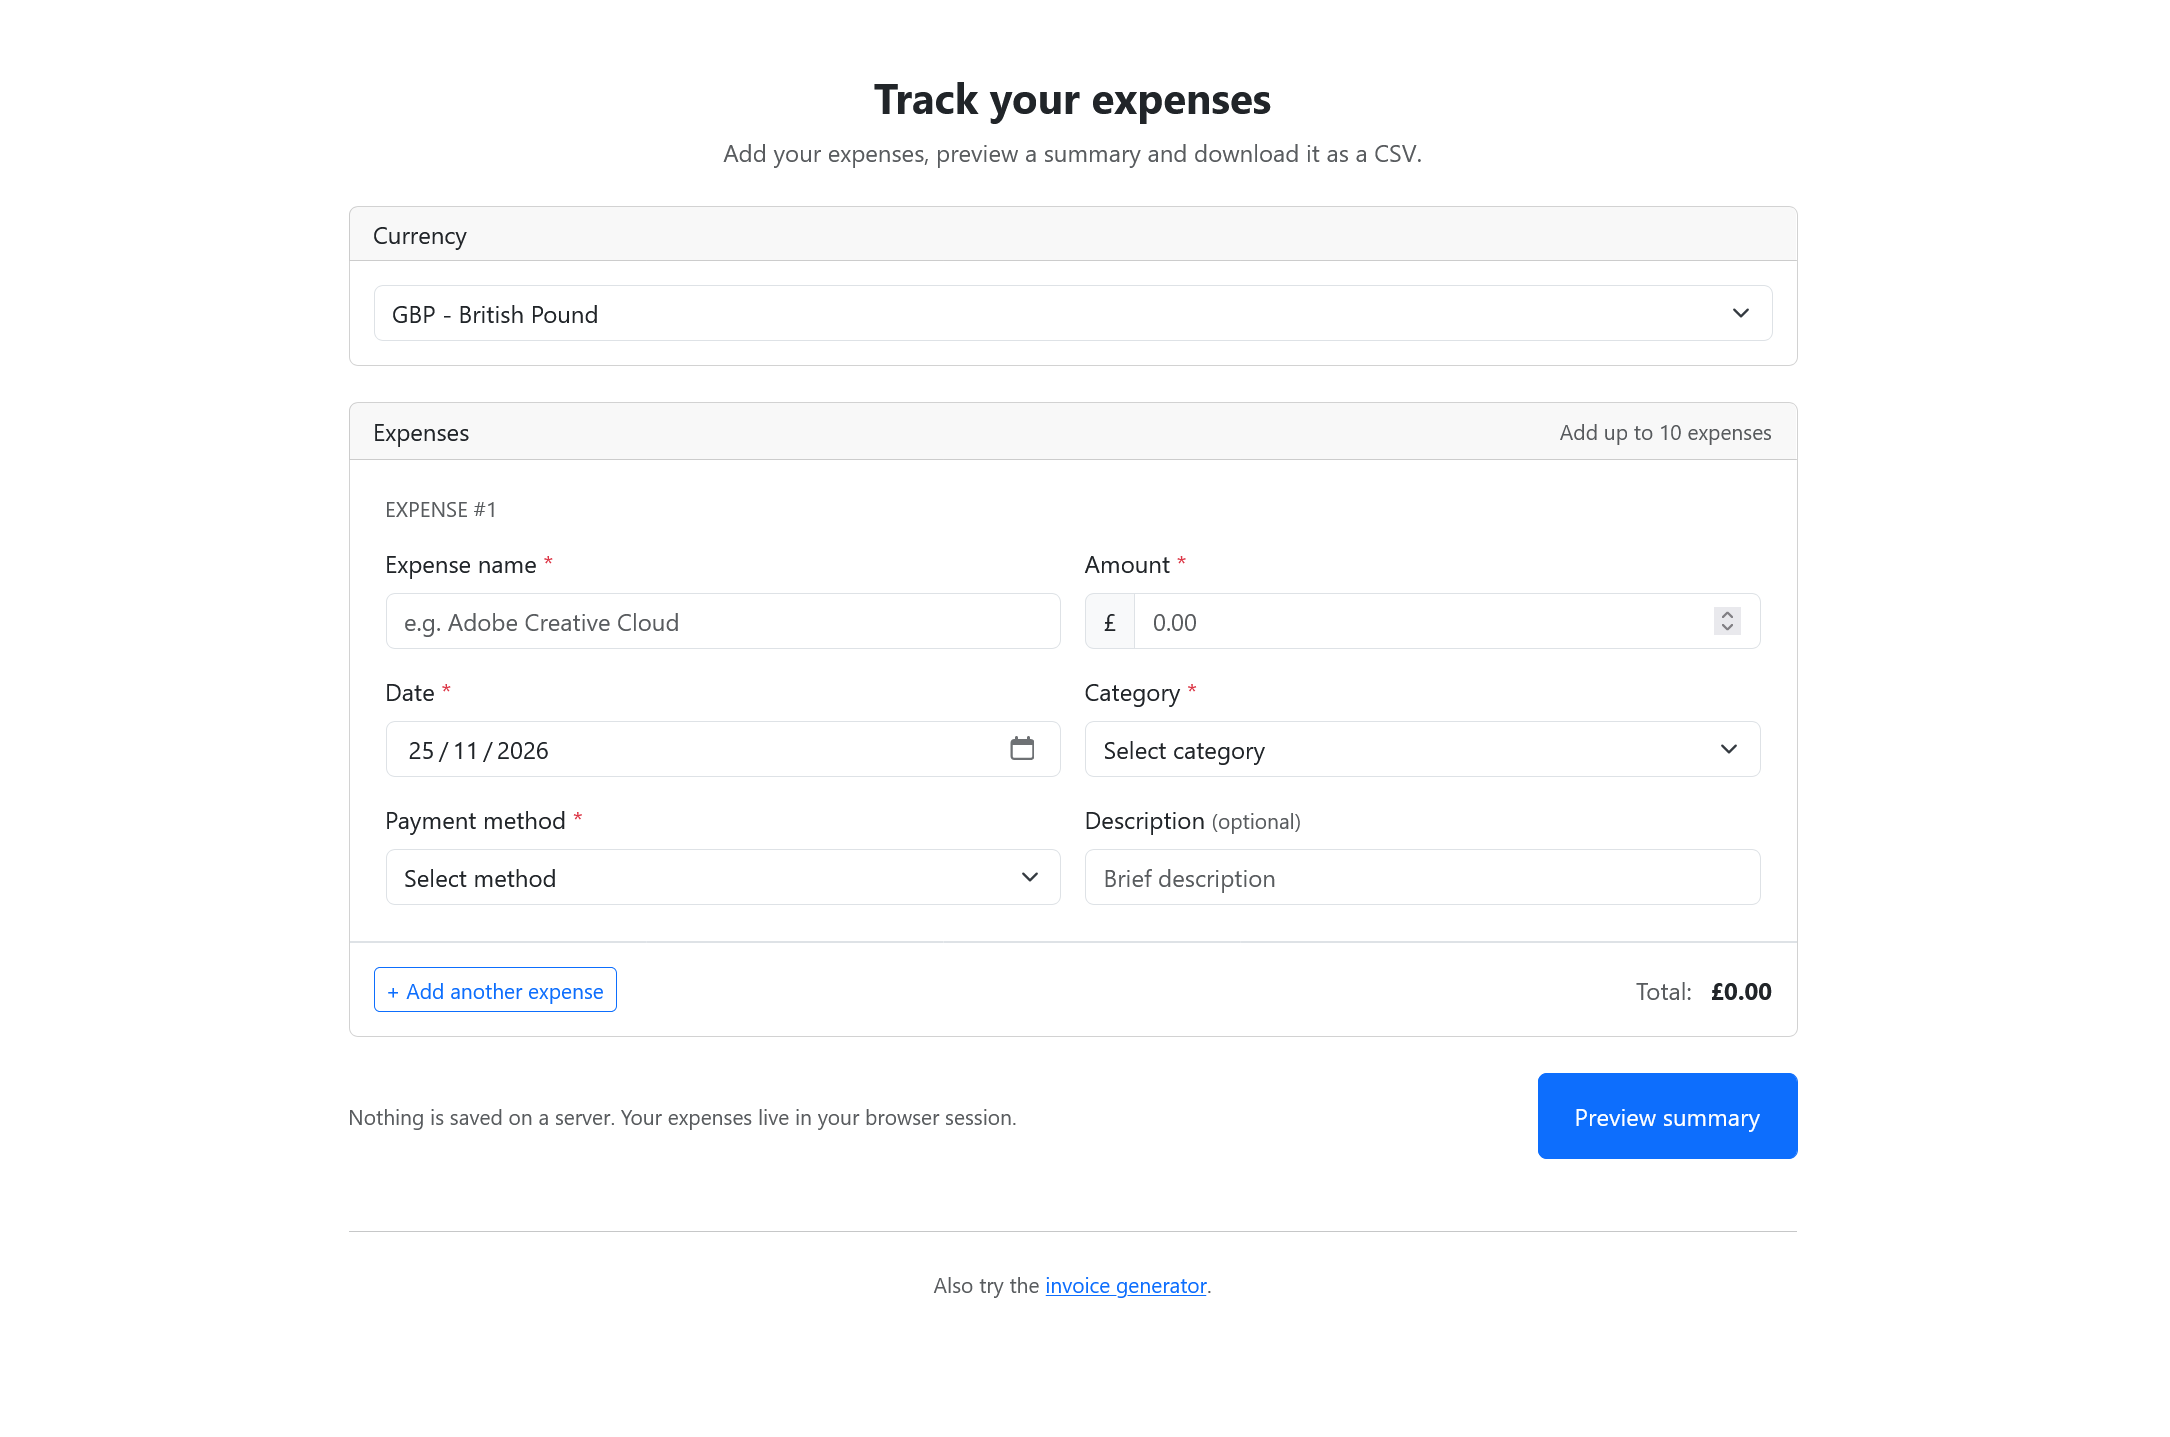 Track your expenses
Add your expenses, preview a summary and download it as a CSV.
Currency
GBP - British Pound
Expenses
Add up to 10 expenses
EXPENSE #1
Expense name *
Amount *
e.g. Adobe Creative Cloud
£ 0.00
Date *
Category *
25/11/2026
Select category
Payment method *
Description (optional)
Select method
Brief description
+ Add another expense
Total: £0.00
Nothing is saved on a server. Your expenses live in your browser session.
Preview summary
Also try the invoice generator.